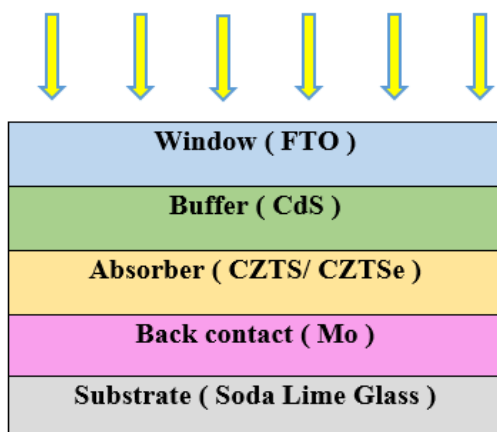 Window ( FTO )
Buffer ( CdS )
Absorber ( CZTS/ CZTSe )
Back contact ( Mo )
Substrate ( Soda Lime Glass )